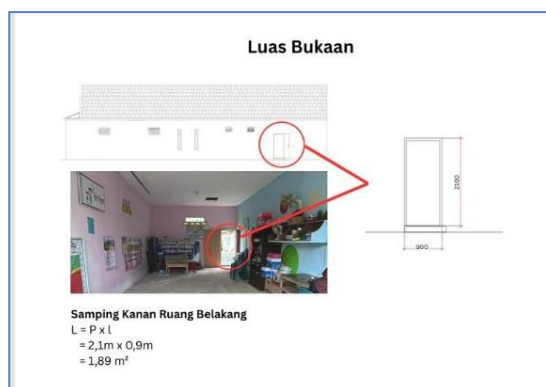 Luas Bukaan
2100
900
Samping Kanan Ruang Belakang
L = P x l
= 2,1m x 0,9m
= 1,89 m²